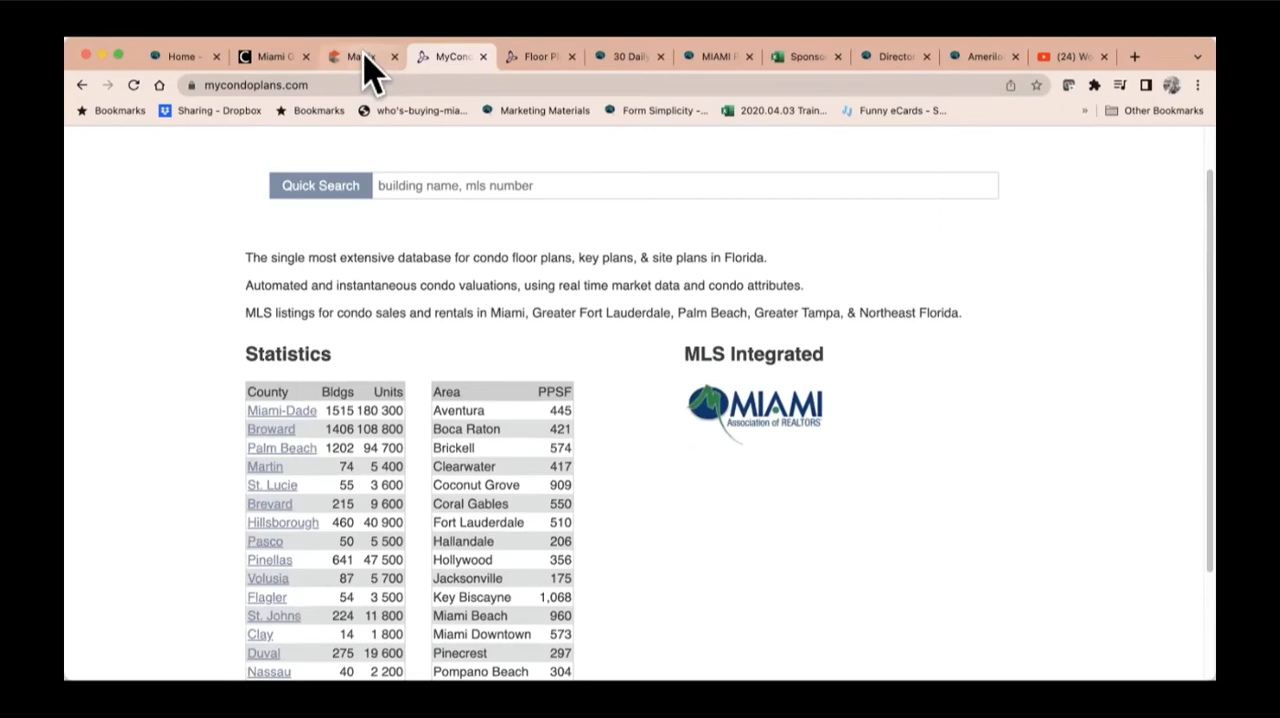 Home -
Miami
MyCond
Floor P
30 Daily
MIAMI
Sponso
Director
Amerilo
(24) W
mycondoplans.com
Bookmarks
Sharing - Dropbox
Bookmarks
who's-buying-mia...
Marketing Materials
Form Simplicity -...
2020.04.03 Train...
Funny eCards - S...
»
Other Bookmarks
Quick Search building name, mls number
The single most extensive database for condo floor plans, key plans, & site plans in Florida.
Automated and instantaneous condo valuations, using real time market data and condo attributes.
MLS listings for condo sales and rentals in Miami, Greater Fort Lauderdale, Palm Beach, Greater Tampa, & Northeast Florida.
Statistics
County Bldgs Units
Miami-Dade 1515 180 300
Broward 1406 108 800
Palm Beach 1202 94 700
Martin 74 5 400
St. Lucie 55 3 600
Brevard 215 9 600
Hillsborough 460 40 900
Pasco 50 5 500
Pinellas 641 47 500
Volusia 87 5 700
Flagler 54 3 500
St. Johns 224 11 800
Clay 14 1 800
Duval 275 19 600
Nassau 40 2 200
Area PPSF
Aventura 445
Boca Raton 421
Brickell 574
Clearwater 417
Coconut Grove 909
Coral Gables 550
Fort Lauderdale 510
Hallandale 206
Hollywood 356
Jacksonville 175
Key Biscayne 1,068
Miami Beach 960
Miami Downtown 573
Pinecrest 297
Pompano Beach 304
MLS Integrated
MIAMI
Association of REALTORS®